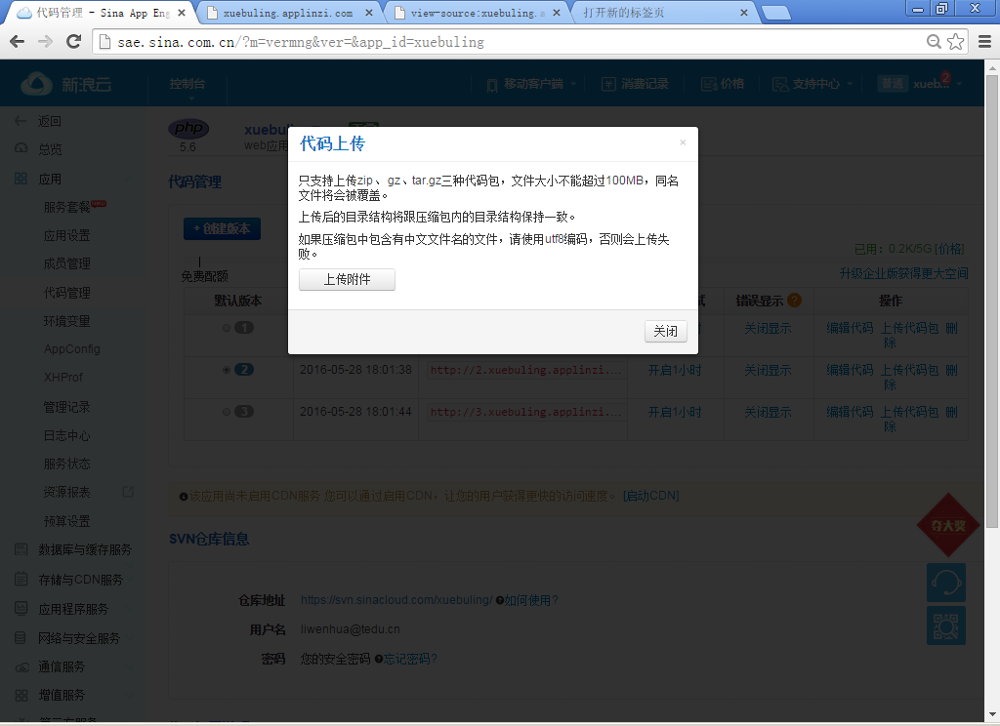 代码管理 - Sina App Eng
xuebuling.applinzi.com
view-source:xuebuling.a
打开新的标签页
sae.sina.com.cn/?m=vermng&ver=&app_id=xuebuling
新浪云
控制台
移动客户端
消费记录
价格
支持中心
普通
xueb...
2
返回
总览
应用
服务套餐
应用设置
成员管理
代码管理
环境变量
AppConfig
XHProf
管理记录
日志中心
服务状态
资源报表
预算设置
数据库与缓存服务
存储与CDN服务
应用程序服务
网络与安全服务
通信服务
增值服务
php
5.6
web应用
代码管理
+ 创建版本
免费配额
已用：0.2K/5G [价格]
升级企业版获得更大空间
代码上传
×
只支持上传zip 、 gz、tar.gz三种代码包，文件大小不能超过100MB，同名
文件将会被覆盖。
上传后的目录结构将跟压缩包内的目录结构保持一致。
如果压缩包中包含有中文文件名的文件，请使用utf8编码，否则会上传失
败。
上传附件
关闭
默认版本
错误显示 ?
操作
1
关闭显示
编辑代码 上传代码包 删
除
2
2016-05-28 18:01:38
http://2.xuebuling.applinzi....
开启1小时
关闭显示
编辑代码 上传代码包 删
除
3
2016-05-28 18:01:44
http://3.xuebuling.applinzi....
开启1小时
关闭显示
编辑代码 上传代码包 删
除
该应用尚未启用CDN服务 您可以通过启用CDN，让您的用户获得更快的访问速度。 [启动CDN]
夺大奖
SVN仓库信息
仓库地址 https://svn.sinacloud.com/xuebuling/ 如何使用?
用户名 liwenhua@tedu.cn
密码 您的安全密码 忘记密码?